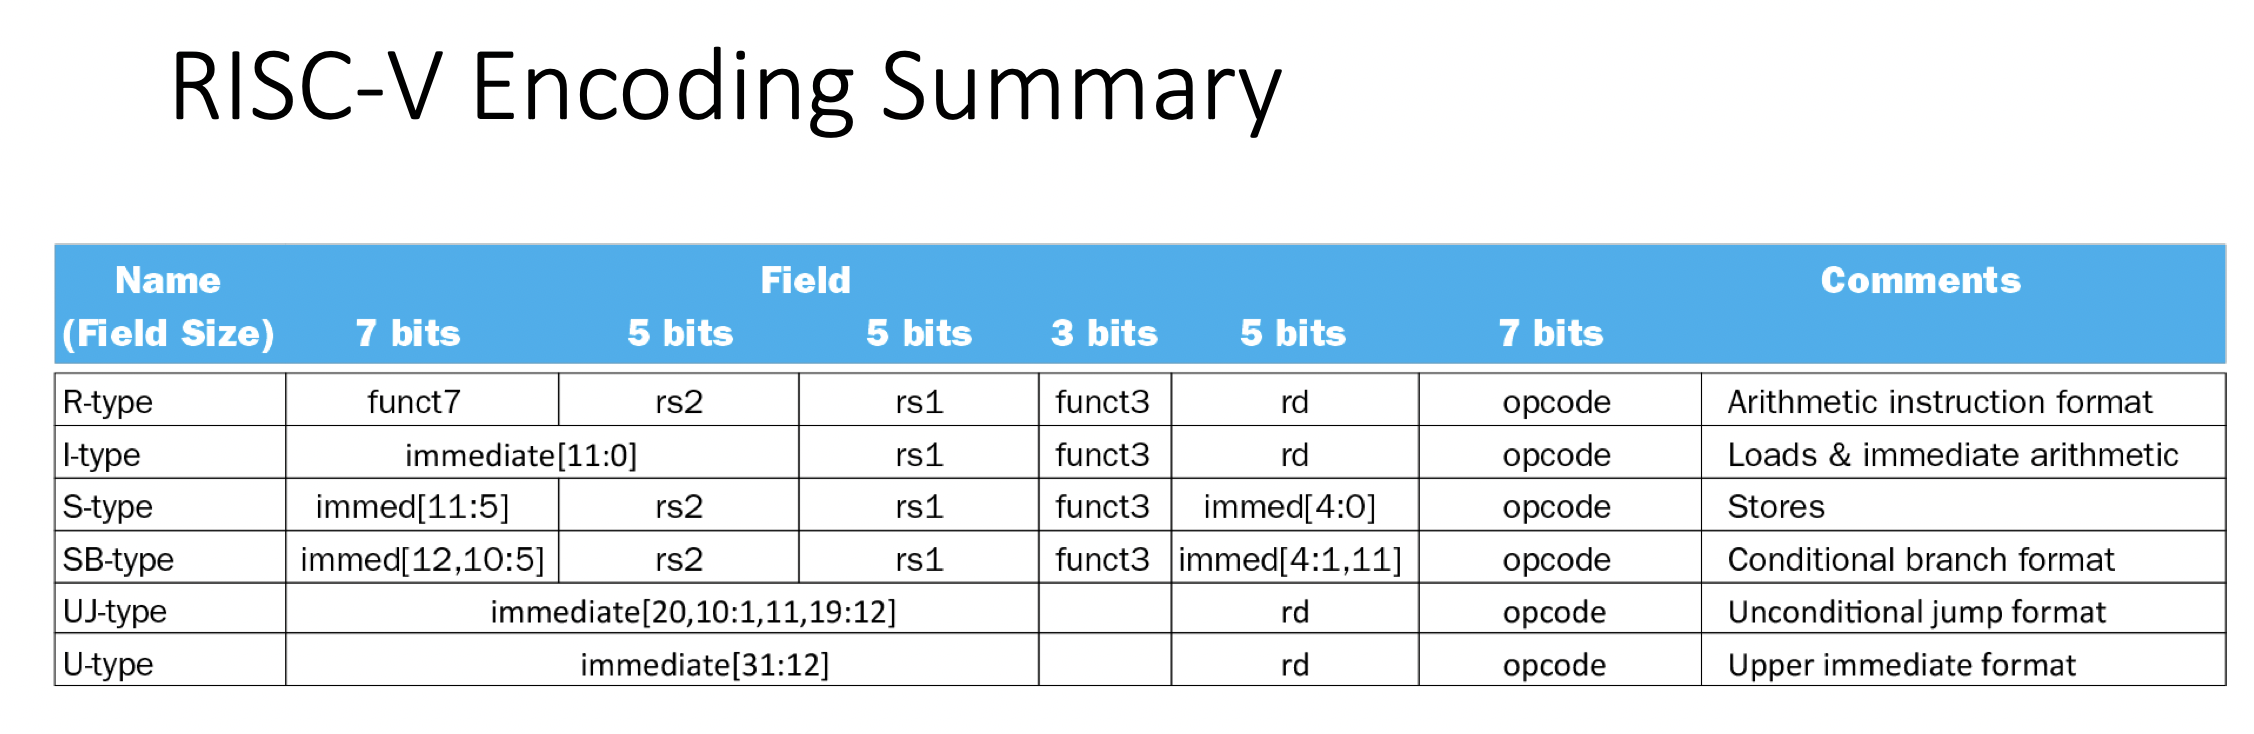 RISC-V Encoding Summary
Name Field Comments
(Field Size) 7 bits 5 bits 5 bits 3 bits 5 bits 7 bits
R-type funct7 rs2 rs1 funct3 rd opcode Arithmetic instruction format
I-type immediate[11:0] rs1 funct3 rd opcode Loads & immediate arithmetic
S-type immed[11:5] rs2 rs1 funct3 immed[4:0] opcode Stores
SB-type immed[12,10:5] rs2 rs1 funct3 immed[4:1,11] opcode Conditional branch format
UJ-type immediate[20,10:1,11,19:12] rd opcode Unconditional jump format
U-type immediate[31:12] rd opcode Upper immediate format